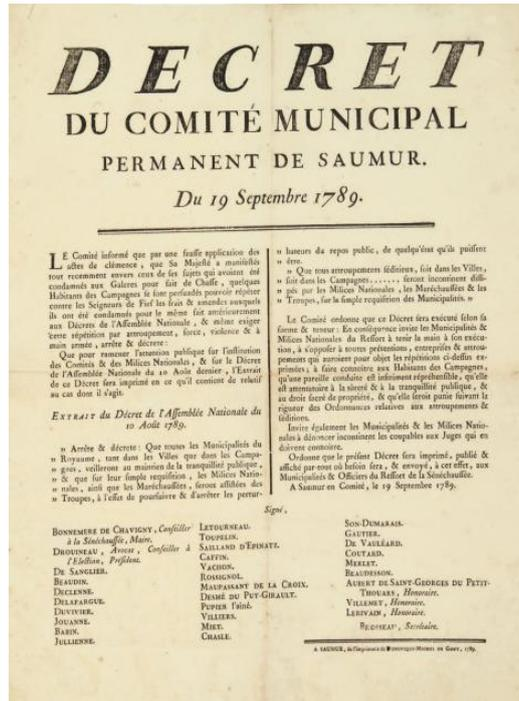 DECRET
DU COMITÉ MUNICIPAL
PERMANENT DE SAUMUR.
Du 19 Septembre 1789.
LE Comité informé que par une fausse application des
actes de clémence, que Sa Majesté a manifestés
tout recemment envers ceux de ses sujets qui avoient été
condamnés aux Galeres pour fait de Chasse, quelques
Habitants des Campagnes se sont persuadés pouvoir répéter
contre les Seigneurs de Fief les frais & amendes auxquels
ils ont été condamnés pour le même fait antérieurement
aux Décrets de l'Assemblée Nationale, & même exiger
cette répétition par attroupement, force, violence & à
main armée, arrête & décrete:
Que pour ramener l'attention publique sur l'institution
des Comités & des Milices Nationales, & sur le Décret
de l'Assemblée Nationale du 10 Août dernier, l'Extrait
de ce Décret sera imprimé en ce qu'il contient de relatif
au cas dont il s'agit.
EXTRAIT du Décret de l'Assemblée Nationale du
10 Août 1789.
» Arrête & décrete: Que toutes les Municipalités du
» Royaume, tant dans les Villes que dans les Campa-
» gnes, veilleront au maintien de la tranquillité publique,
» & que sur leur simple requisition, les Milices Natio-
» nales, ainsi que les Maréchaussées, seront assistées des
» Troupes, à l'effet de poursuivre & d'arrêter les pertur-
» bateurs du repos public, de quelqu'état qu'ils puissent
» être.
» Que tous attroupements séditieux, soit dans les Villes,
» soit dans les Campagnes......, seront incontinent dissi-
» pés par les Milices Nationales, les Maréchaussées & les
» Troupes, sur la simple requisition des Municipalités. »
Le Comité ordonne que ce Décret sera exécuté selon sa
forme & teneur: En conséquence invite les Municipalités &
Milices Nationales du Ressort à tenir la main à son exécu-
tion, à s'opposer à toutes prétentions, entreprises & attrou-
pements qui auroient pour objet les répétitions ci-dessus ex-
primées; à faire connoître aux Habitants des Campagnes,
qu'une pareille conduite est infiniment répréhensible, qu'elle
est attentatoire à la sûreté & à la tranquillité publique, &
au droit sacré de propriété, & qu'elle seroit punie suivant la
rigueur des Ordonnances relatives aux attroupements &
séditions.
Invite également les Municipalités & les Milices Natio-
nales à dénoncer incontinent les coupables aux Juges qui en
doivent connoître.
Ordonne que le présent Décret sera imprimé, publié &
affiché par-tout où besoin sera, & envoyé, à cet effet, aux
Municipalités & Officiers du Ressort de la Sénéchaussée.
A Saumur en Comité, le 19 Septembre 1789.
Signé,
BONNEMERE DE CHAVIGNY, Conseiller
à la Sénéchaussée, Maire.
DROUINEAU, Avocat, Conseiller à
l'Election, Président.
DE SANGLIER.
BEAUDIN.
DECLENNE.
DELAFARGUE.
DUVIVIER.
JOUANNE.
BABIN.
JULLIENNE.
LETOURNEAU.
TOUPELIN.
SAILLAND D'EPINATZ.
CAFFIN.
VACHON.
ROSSIGNOL.
MAUPASSANT DE LA CROIX.
DESMÉ DU PUY-GIRAULT.
PUPIER l'aîné.
VILLIERS.
MIET.
CHASLE.
SON-DUMARAIS.
GAUTIER.
DE VAULÉARD.
COUTARD.
MERLET.
BEAUDESSON.
AUBERT DE SAINT-GEORGES DU PETIT-
THOUARS, Honoraire.
VILLEMET, Honoraire.
LERIVAIN, Honoraire.
BROSSEAU, Secrétaire.
A SAUMUR, de l'Imprimerie de DOMINIQUE-MICHEL DE GOUY, 1789.